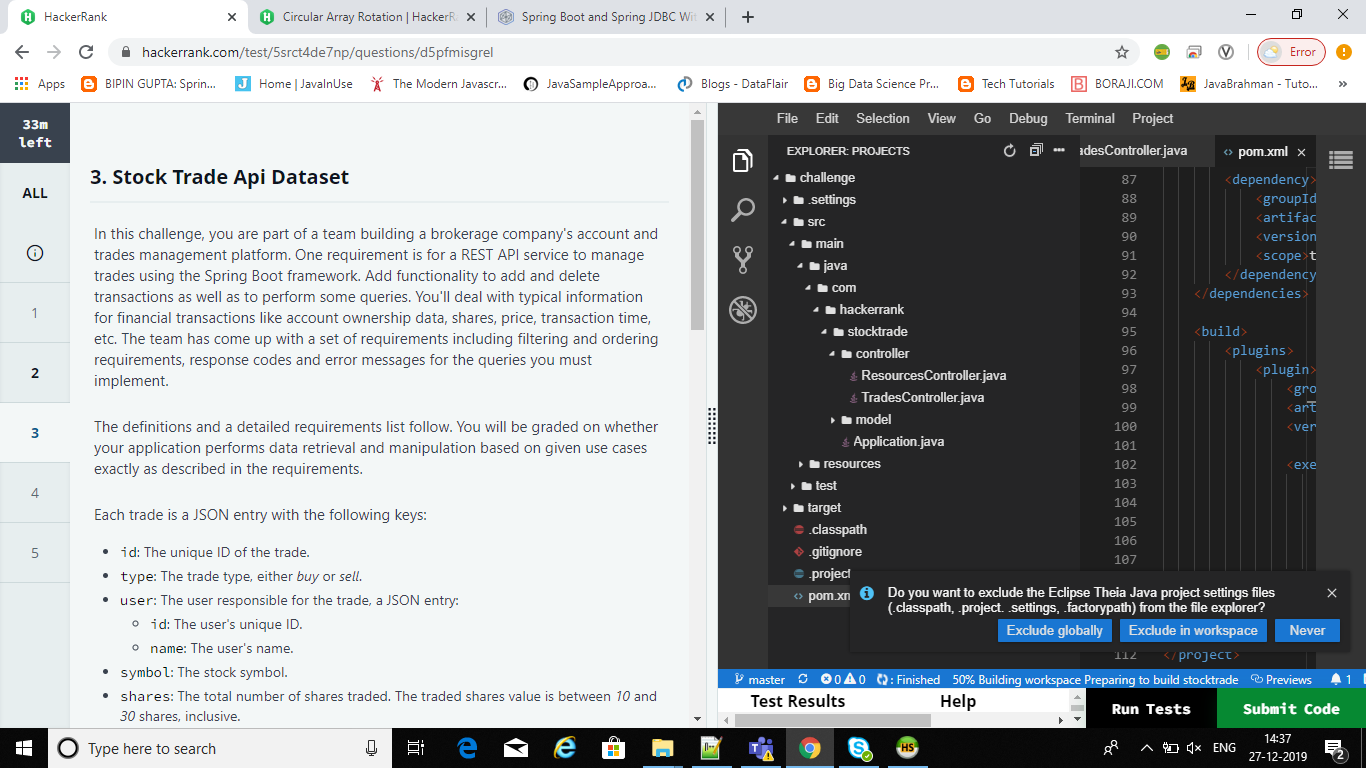 HackerRank
Circular Array Rotation | HackerR
Spring Boot and Spring JDBC Wit
hackerrank.com/test/5srct4de7np/questions/d5pfmisgrel
Error
Apps
BIPIN GUPTA: Sprin...
Home | JavaInUse
The Modern Javascr...
JavaSampleApproa...
Blogs - DataFlair
Big Data Science Pr...
Tech Tutorials
BORAJI.COM
JavaBrahman - Tuto...
»
33m
left
ALL
1
2
3
4
5
3. Stock Trade Api Dataset
In this challenge, you are part of a team building a brokerage company's account and
trades management platform. One requirement is for a REST API service to manage
trades using the Spring Boot framework. Add functionality to add and delete
transactions as well as to perform some queries. You'll deal with typical information
for financial transactions like account ownership data, shares, price, transaction time,
etc. The team has come up with a set of requirements including filtering and ordering
requirements, response codes and error messages for the queries you must
implement.
The definitions and a detailed requirements list follow. You will be graded on whether
your application performs data retrieval and manipulation based on given use cases
exactly as described in the requirements.
Each trade is a JSON entry with the following keys:
• id: The unique ID of the trade.
• type: The trade type, either buy or sell.
• user: The user responsible for the trade, a JSON entry:
◦ id: The user's unique ID.
◦ name: The user's name.
• symbol: The stock symbol.
• shares: The total number of shares traded. The traded shares value is between 10 and
30 shares, inclusive.
File Edit Selection View Go Debug Terminal Project
EXPLORER: PROJECTS
challenge
.settings
src
main
java
com
hackerrank
stocktrade
controller
ResourcesController.java
TradesController.java
model
Application.java
resources
test
target
.classpath
.gitignore
.project
pom.xm
adesController.java
pom.xml
87 <dependency>
88 <groupId
89 <artifac
90 <version
91 <scope>t
92 </dependency
93 </dependencies>
94
95 <build>
96 <plugins>
97 <plugin>
98 <gro
99 <art
100 <ver
101
102 <exe
103
104
105
106
107
112 </project>
Do you want to exclude the Eclipse Theia Java project settings files
(.classpath, .project. .settings, .factorypath) from the file explorer?
Exclude globally
Exclude in workspace
Never
master
0 0
: Finished
50% Building workspace Preparing to build stocktrade
Previews
1
Test Results
Help
Run Tests
Submit Code
Type here to search
ENG
14:37
27-12-2019
2